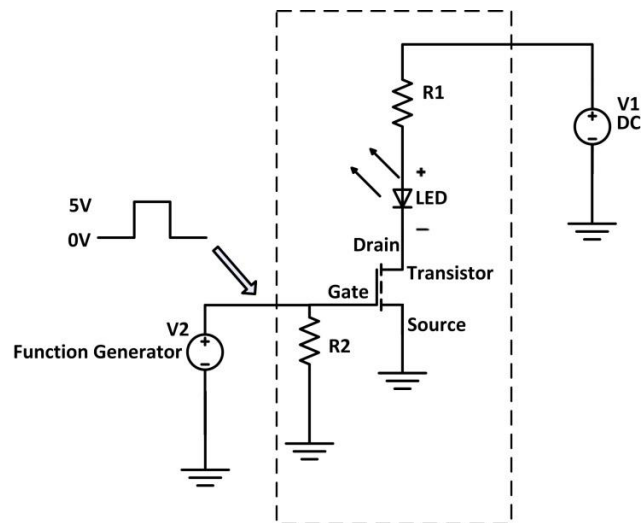 R1
V1
+
DC
−
+
LED
−
5V
0V
Drain
Transistor
Gate
Source
V2
+
Function Generator
−
R2